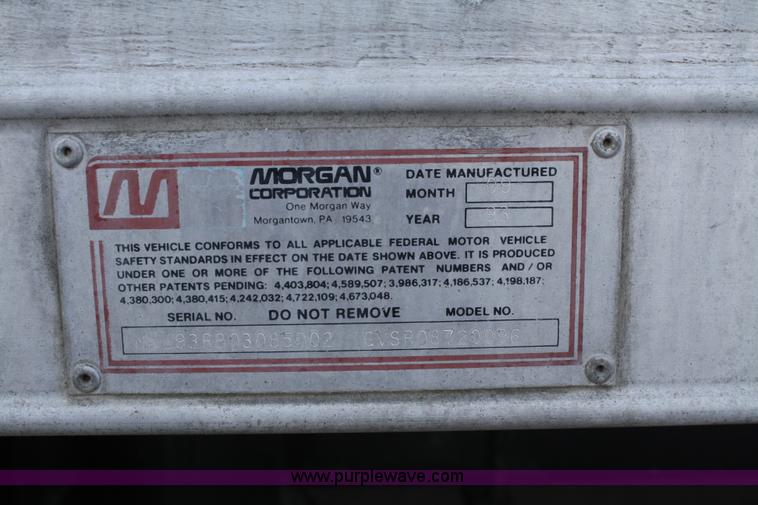 M
MORGAN®
CORPORATION
One Morgan Way
Morgantown, PA 19543
DATE MANUFACTURED
MONTH
YEAR
THIS VEHICLE CONFORMS TO ALL APPLICABLE FEDERAL MOTOR VEHICLE
SAFETY STANDARDS IN EFFECT ON THE DATE SHOWN ABOVE. IT IS PRODUCED
UNDER ONE OR MORE OF THE FOLLOWING PATENT NUMBERS AND / OR
OTHER PATENTS PENDING: 4,403,804; 4,589,507; 3,986,317; 4,186,537; 4,198,187;
4,380,300; 4,380,415; 4,242,032; 4,722,109; 4,673,048.
SERIAL NO. DO NOT REMOVE MODEL NO.
www.purplewave.com